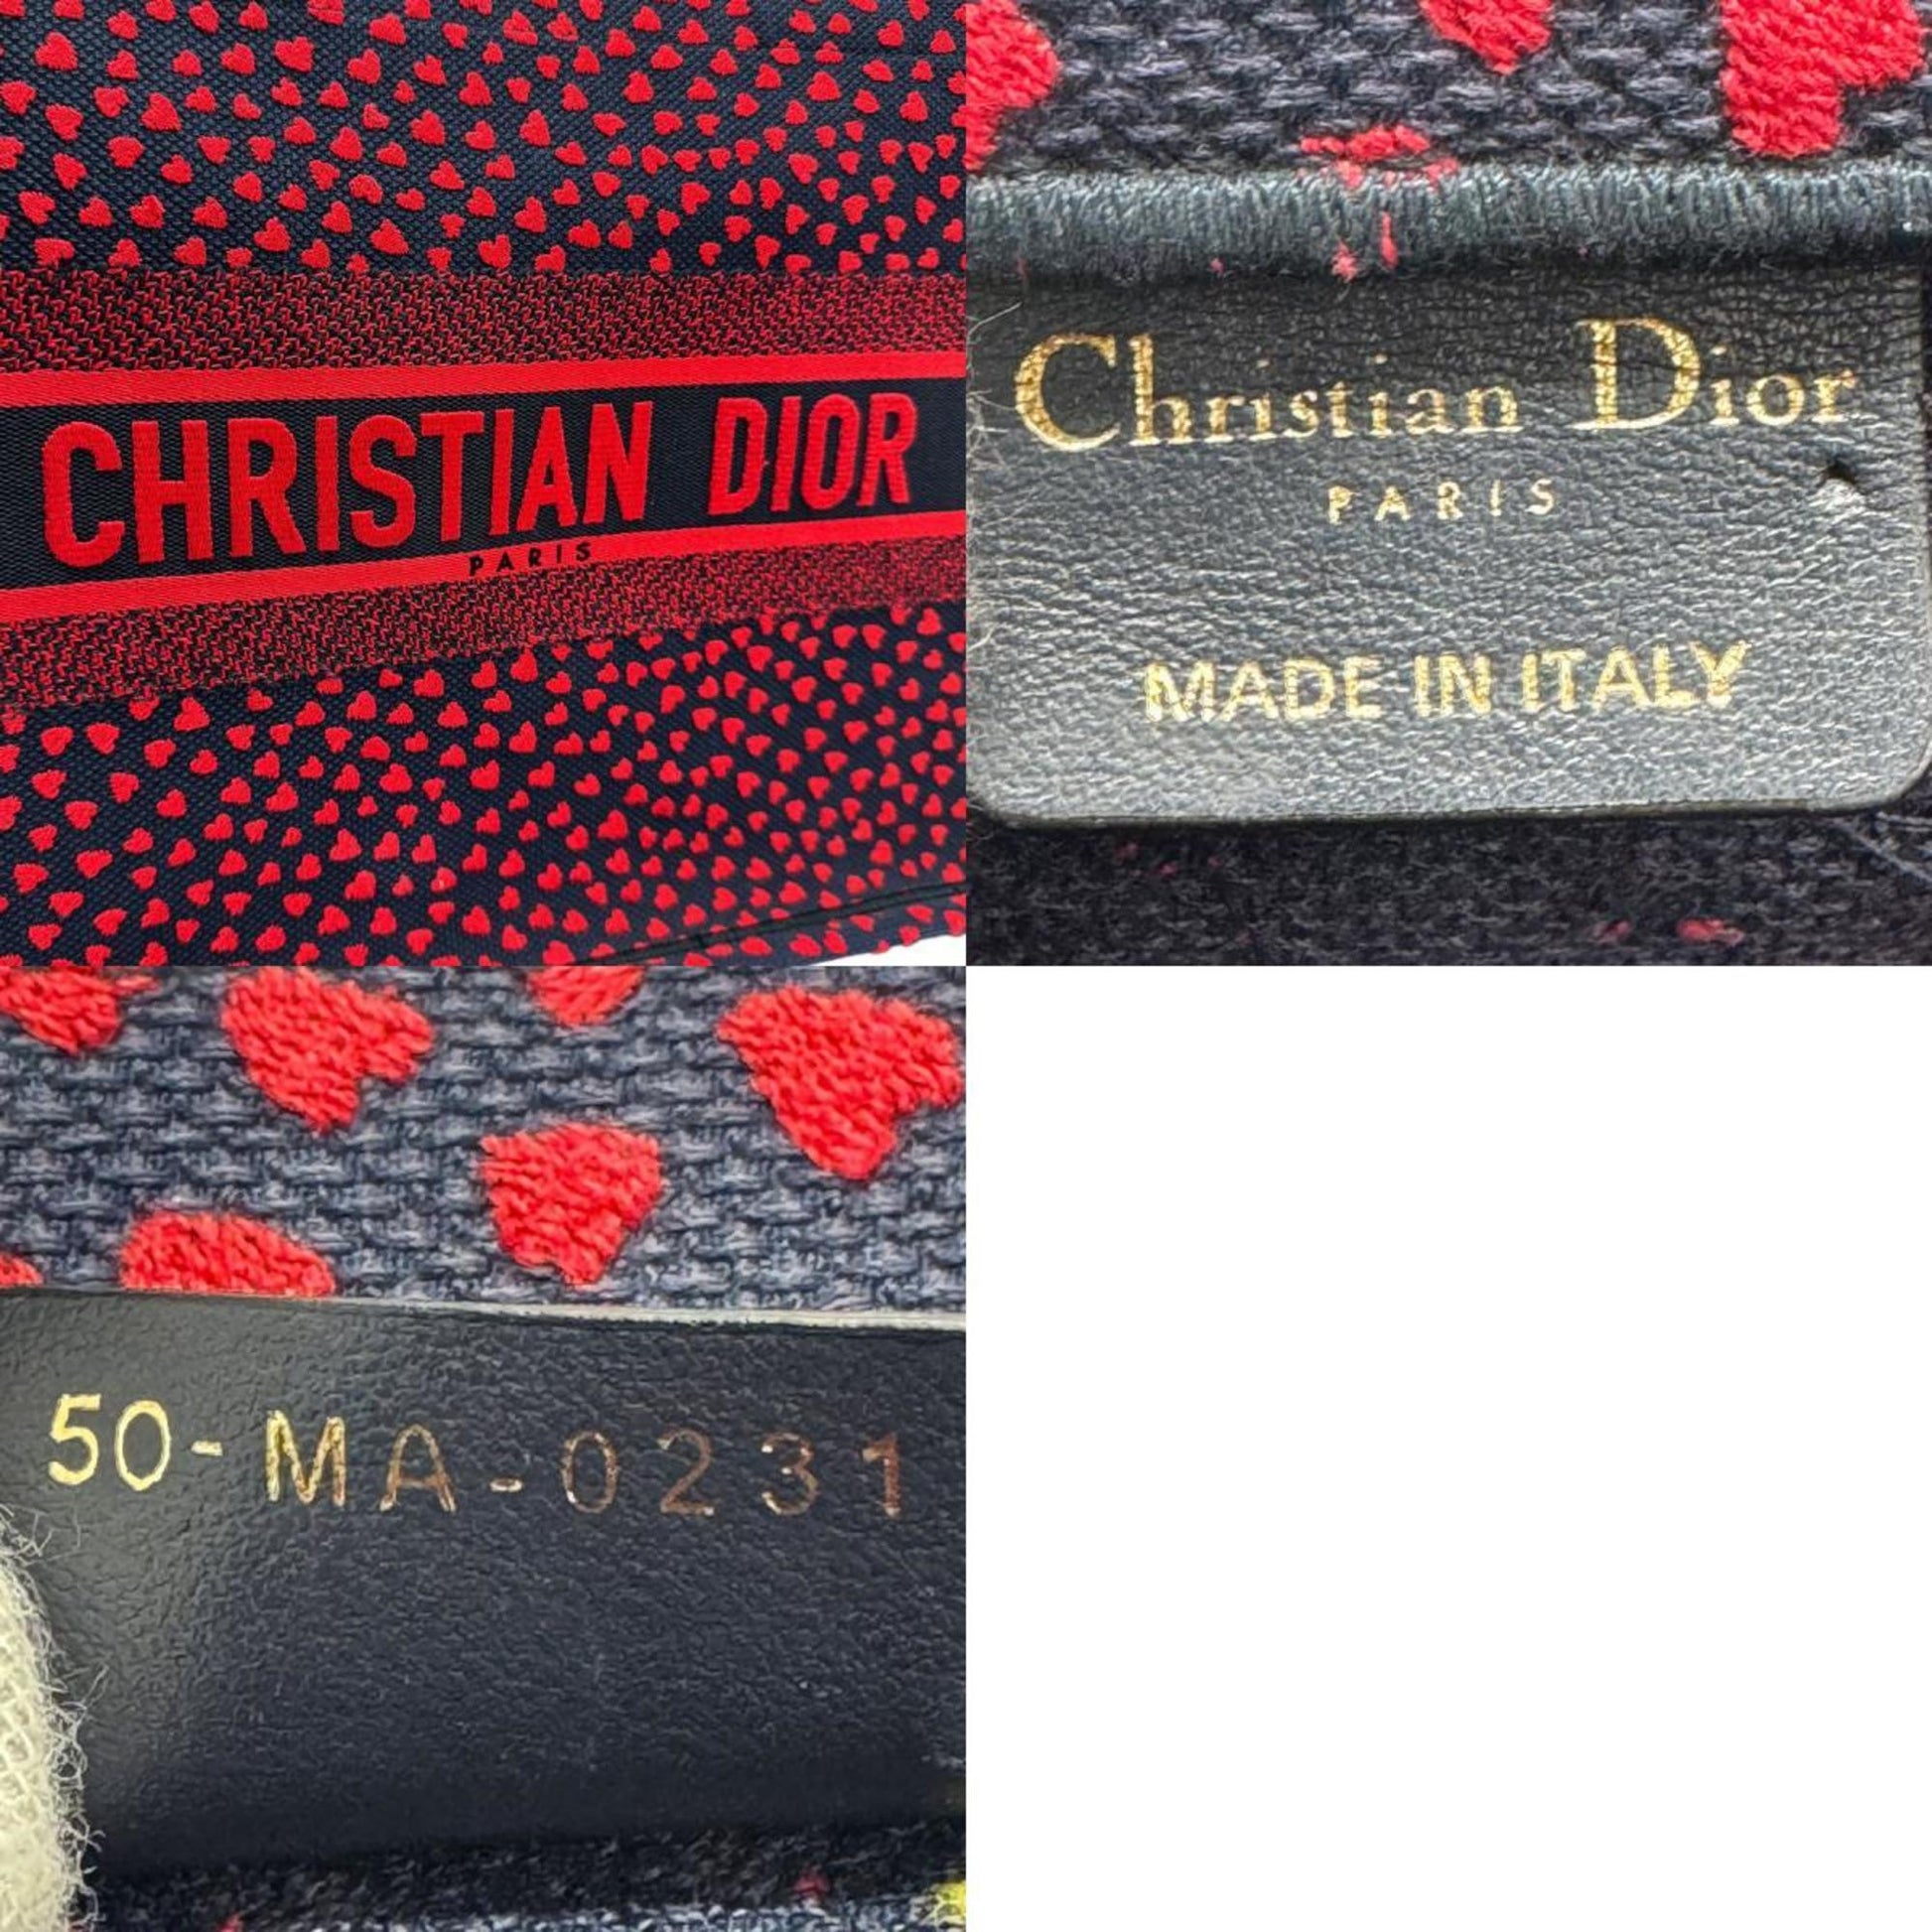 CHRISTIAN DIOR
PARIS
Christian Dior
PARIS
MADE IN ITALY
50-MA-0231